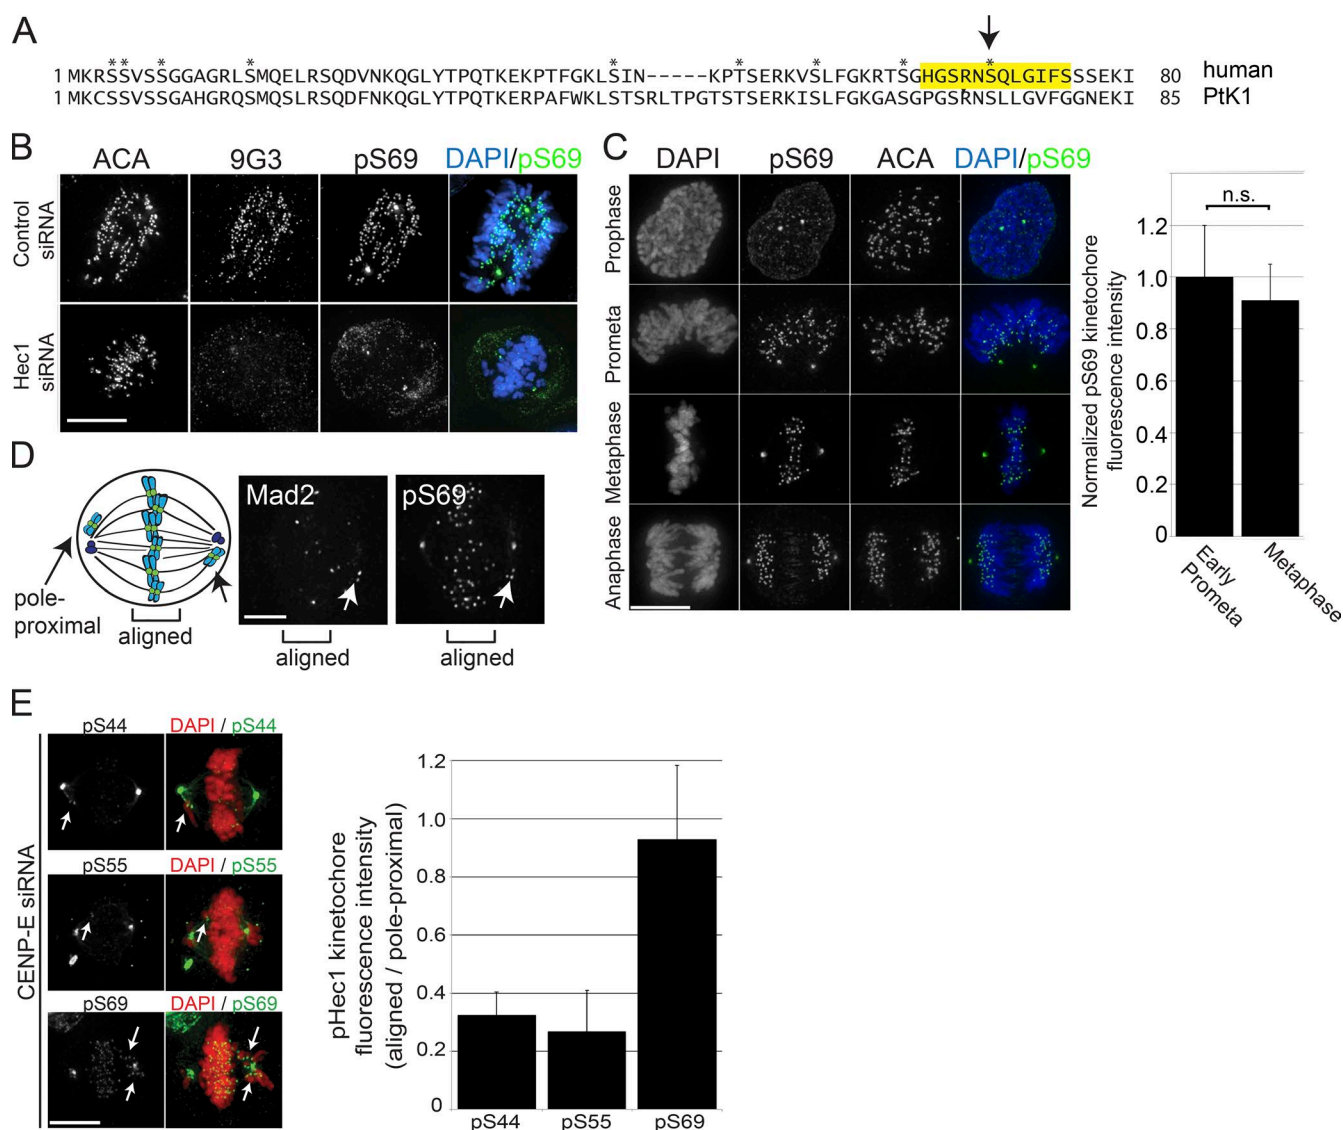 A
* * * * * * * * *
1 MKRSSVSSGGAGRLSMQELRSQDVNKQGLYTPQTKEKPTFGKLSIN-----KPTSERKVSLFGKRTSGHGSRNSQLGIFSSSEKI 80 human
1 MKCSSVSSGAHGRQSMQDLRSQDFNKQGLYTPQTKERPAFWKLSTSRLTPGTSTSERKISLFGKGASGPGSRNSLLGVFGGNEKI 85 PtK1
B
ACA 9G3 pS69 DAPI/pS69
Control siRNA
Hec1 siRNA
C
DAPI pS69 ACA DAPI/pS69
Prophase
Prometa
Metaphase
Anaphase
n.s.
1.2
1.0
0.8
0.6
0.4
0.2
0
Normalized pS69 kinetochore
fluorescence intensity
Early Prometa
Metaphase
D
Mad2
pS69
pole-
proximal
aligned
aligned
aligned
E
CENP-E siRNA
pS44 DAPI / pS44
pS55 DAPI / pS55
pS69 DAPI / pS69
pHec1 kinetochore
fluorescence intensity
(aligned / pole-proximal)
1.2
1.0
0.8
0.6
0.4
0.2
0
pS44 pS55 pS69